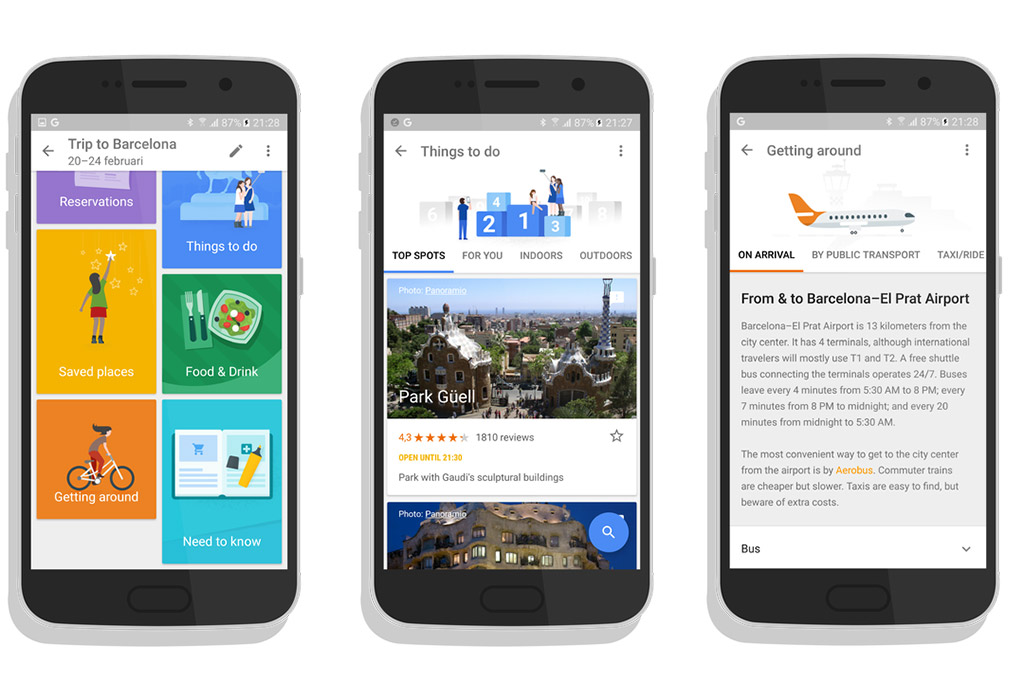 87% 21:28
Trip to Barcelona
20–24 februari
Reservations
Things to do
Saved places
Food & Drink
Getting around
Need to know
87% 21:27
Things to do
6 4 2 1 3 8
TOP SPOTS FOR YOU INDOORS OUTDOORS
Photo: Panoramio
Park Güell
4,3 1810 reviews
OPEN UNTIL 21:30
Park with Gaudi's sculptural buildings
Photo: Panoramio
G 87% 21:28
Getting around
ON ARRIVAL BY PUBLIC TRANSPORT TAXI/RIDE
From & to Barcelona–El Prat Airport
Barcelona–El Prat Airport is 13 kilometers from the
city center. It has 4 terminals, although international
travelers will mostly use T1 and T2. A free shuttle
bus connecting the terminals operates 24/7. Buses
leave every 4 minutes from 5:30 AM to 8 PM; every
7 minutes from 8 PM to midnight; and every 20
minutes from midnight to 5:30 AM.
The most convenient way to get to the city center
from the airport is by Aerobus. Commuter trains
are cheaper but slower. Taxis are easy to find, but
beware of extra costs.
Bus